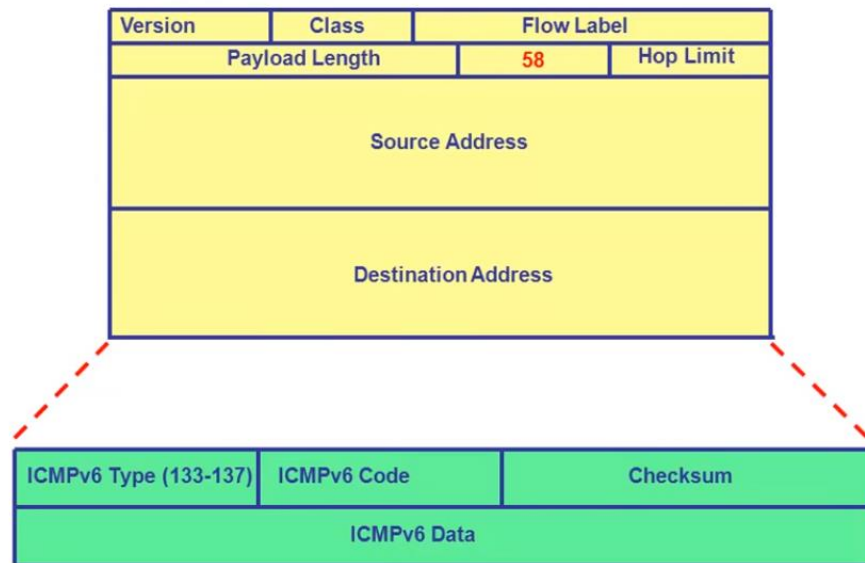 Version Class Flow Label
Payload Length 58 Hop Limit
Source Address
Destination Address
ICMPv6 Type (133-137) ICMPv6 Code Checksum
ICMPv6 Data